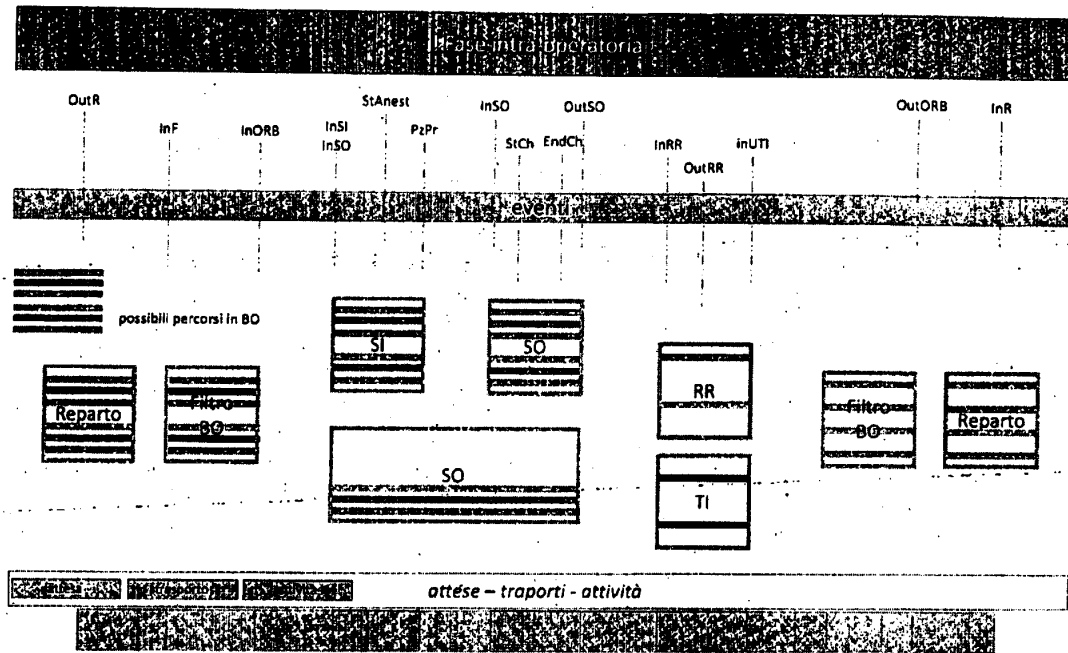 Fase intra operatoria
OutR
InF
InORB
InSI
InSO
StAnest
PzPr
InSO
StCh
EndCh
OutSO
InRR
OutRR
inUTI
OutORB
InR
eventi
possibili percorsi in BO
Reparto
Filtro
BO
SI
SO
SO
RR
TI
Filtro
BO
Reparto
attese – traporti - attività